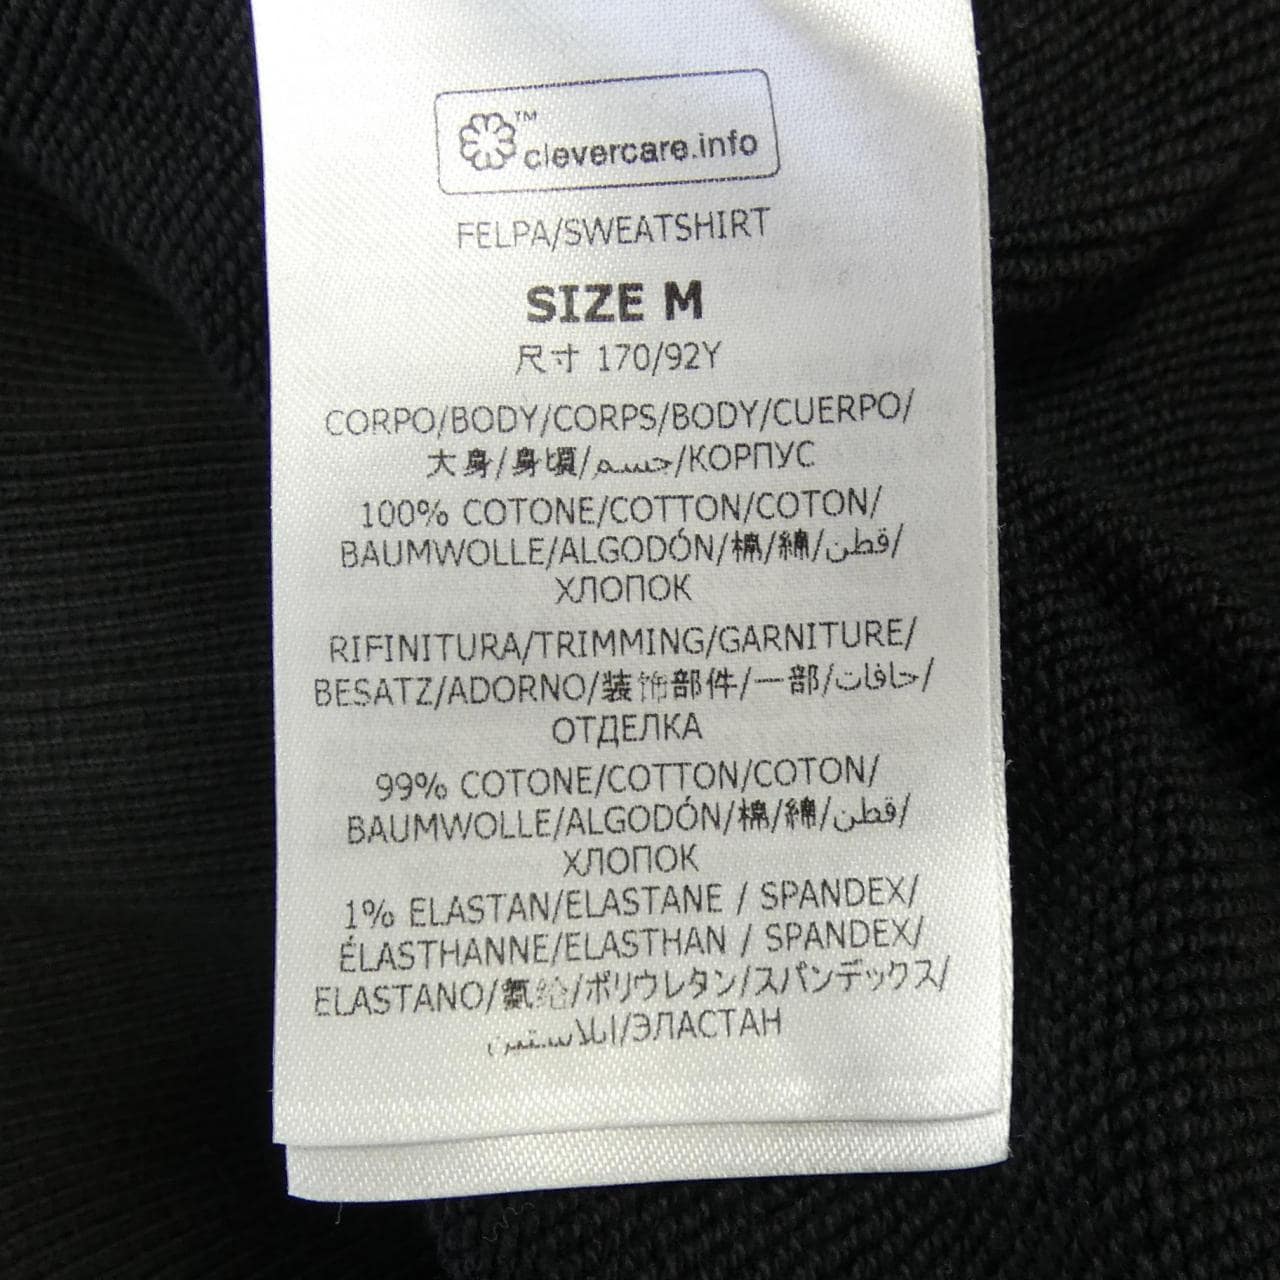 ™
clevercare.info
FELPA/SWEATSHIRT
SIZE M
尺寸 170/92Y
CORPO/BODY/CORPS/BODY/CUERPO/
大身/身頃/جسم/КОРПУС
100% COTONE/COTTON/COTON/
BAUMWOLLE/ALGODÓN/棉/綿/قطن/
ХЛОПОК
RIFINITURA/TRIMMING/GARNITURE/
BESATZ/ADORNO/装饰部件/一部/حافات/
ОТДЕЛКА
99% COTONE/COTTON/COTON/
BAUMWOLLE/ALGODÓN/棉/綿/قطن/
ХЛОПОК
1% ELASTAN/ELASTANE / SPANDEX/
ÉLASTHANNE/ELASTHAN / SPANDEX/
ELASTANO/氨给/ポリウレタン/スパンデックス/
ايلاستين/ЭЛАСТАН